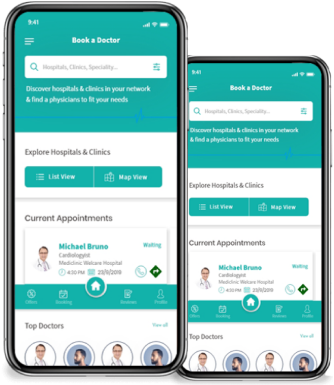 9:41
Book a Doctor
Hospitals, Clinics, Speciality...
Discover hospitals & clinics in your network
& find a physicians to fit your needs
Explore Hospitals & Clinics
List View
Map View
Current Appointments
Michael Bruno
Waiting
Cardiologyist
Mediclinic Welcare Hospital
4:30 PM
23/9/2019
Offers
Booking
Reviews
Profile
Top Doctors
View all
9:41
Book a Doctor
Hospitals, Clinics, Speciality...
Discover hospitals & clinics in your network
& find a physicians to fit your needs
Explore Hospitals & Clinics
List View
Map View
Current Appointments
Michael Bruno
Waiting
Cardiologyist
Mediclinic Welcare Hospital
4:30 PM
23/9/2019
Offers
Booking
Reviews
Profile
Top Doctors
View all